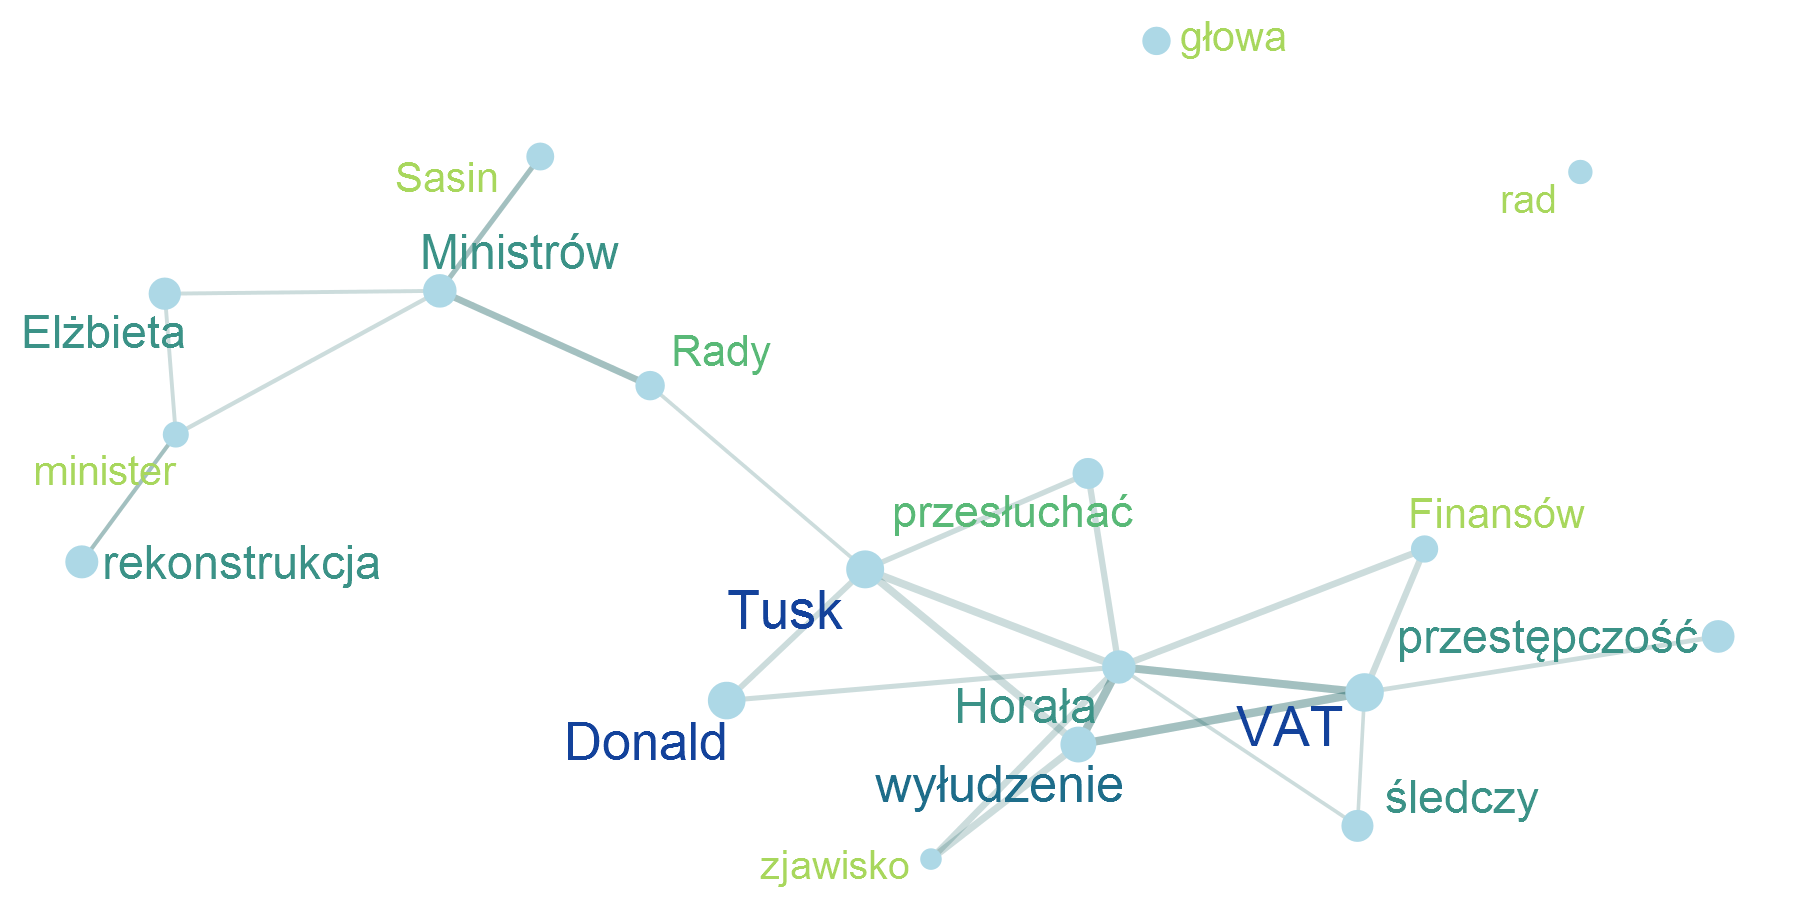 głowa
Sasin
rad
Ministrów
Elżbieta
Rady
minister
przesłuchać
Finansów
rekonstrukcja
Tusk
przestępczość
Horała
VAT
Donald
wyłudzenie
śledczy
zjawisko